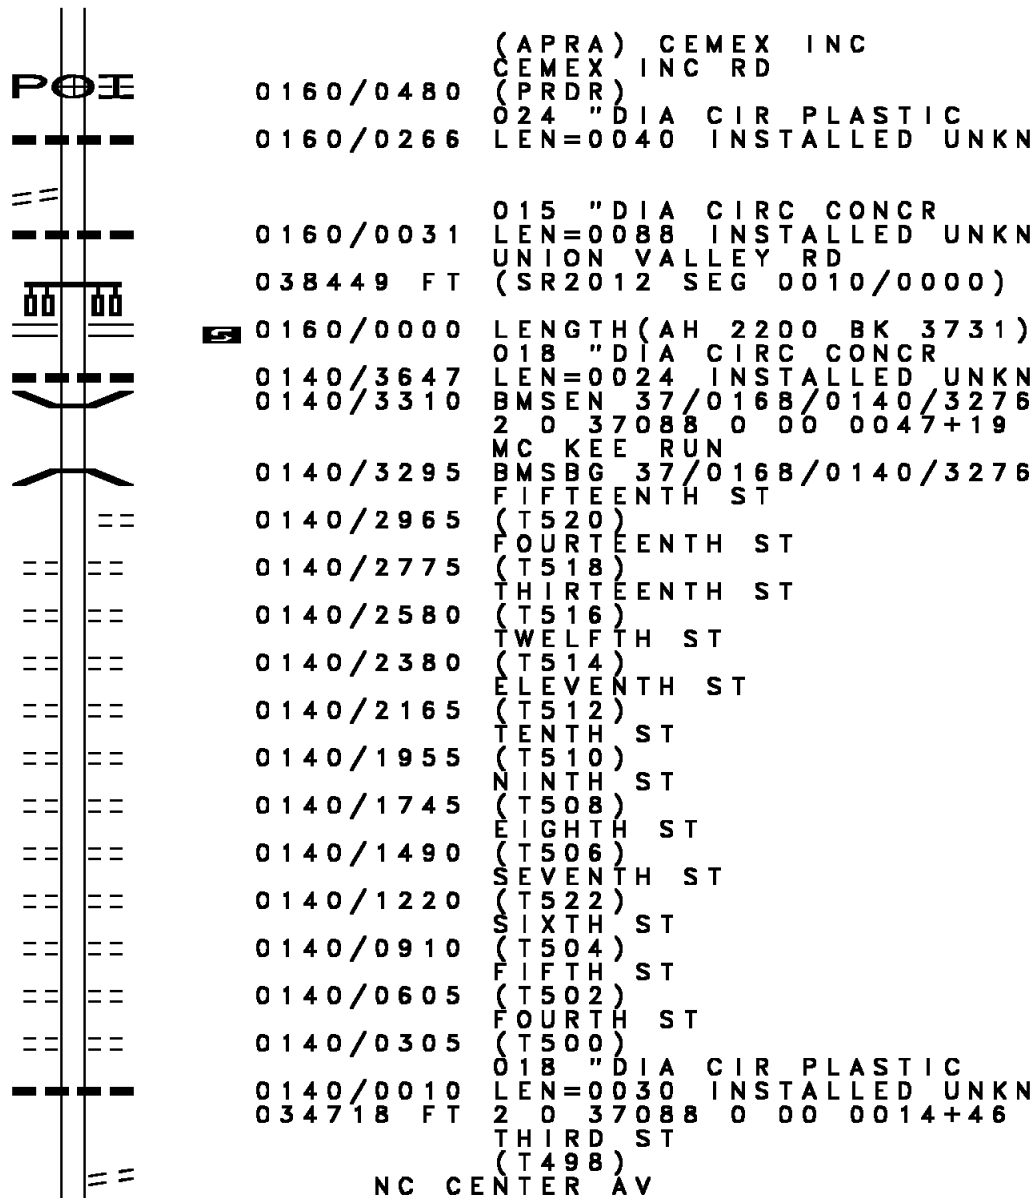 (APRA) CEMEX INC
CEMEX INC RD
POI 0160/0480 (PRDR)
024 "DIA CIR PLASTIC
0160/0266 LEN=0040 INSTALLED UNKN
015 "DIA CIRC CONCR
0160/0031 LEN=0088 INSTALLED UNKN
UNION VALLEY RD
038449 FT (SR2012 SEG 0010/0000)
S 0160/0000 LENGTH(AH 2200 BK 3731)
018 "DIA CIRC CONCR
0140/3647 LEN=0024 INSTALLED UNKN
0140/3310 BMSEN 37/0168/0140/3276
2 0 37088 0 00 0047+19
MC KEE RUN
0140/3295 BMSBG 37/0168/0140/3276
FIFTEENTH ST
0140/2965 (T520)
FOURTEENTH ST
0140/2775 (T518)
THIRTEENTH ST
0140/2580 (T516)
TWELFTH ST
0140/2380 (T514)
ELEVENTH ST
0140/2165 (T512)
TENTH ST
0140/1955 (T510)
NINTH ST
0140/1745 (T508)
EIGHTH ST
0140/1490 (T506)
SEVENTH ST
0140/1220 (T522)
SIXTH ST
0140/0910 (T504)
FIFTH ST
0140/0605 (T502)
FOURTH ST
0140/0305 (T500)
018 "DIA CIR PLASTIC
0140/0010 LEN=0030 INSTALLED UNKN
034718 FT 2 0 37088 0 00 0014+46
THIRD ST
(T498)
NC CENTER AV